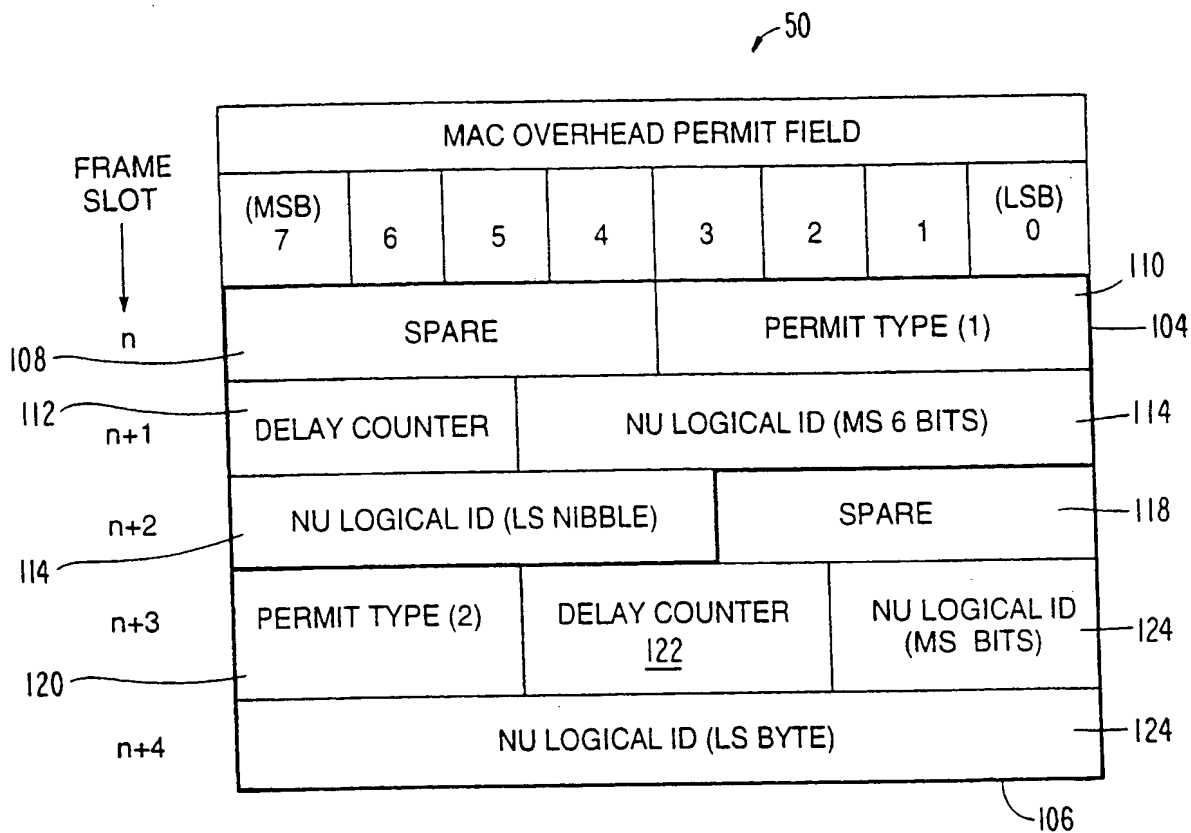 50
MAC OVERHEAD PERMIT FIELD
FRAME
SLOT
(MSB)
7
6
5
4
3
2
1
(LSB)
0
n
SPARE
PERMIT TYPE (1)
110
104
108
112
n+1
DELAY COUNTER
NU LOGICAL ID (MS 6 BITS)
114
n+2
NU LOGICAL ID (LS NIBBLE)
SPARE
118
114
n+3
PERMIT TYPE (2)
DELAY COUNTER
122
NU LOGICAL ID
(MS BITS)
124
120
n+4
NU LOGICAL ID (LS BYTE)
124
106